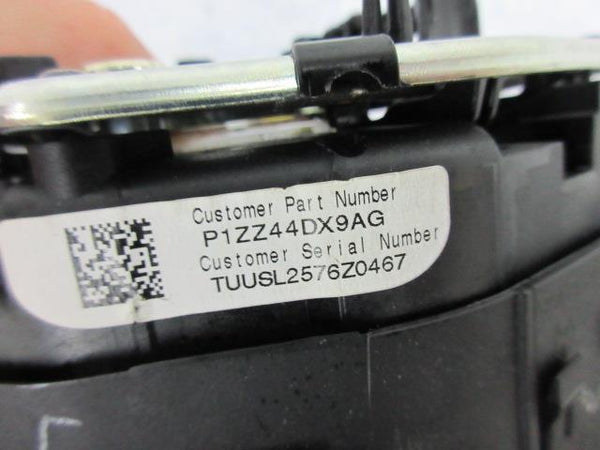 Customer Part Number
P1ZZ44DX9AG
Customer Serial Number
TUUSL2576Z0467